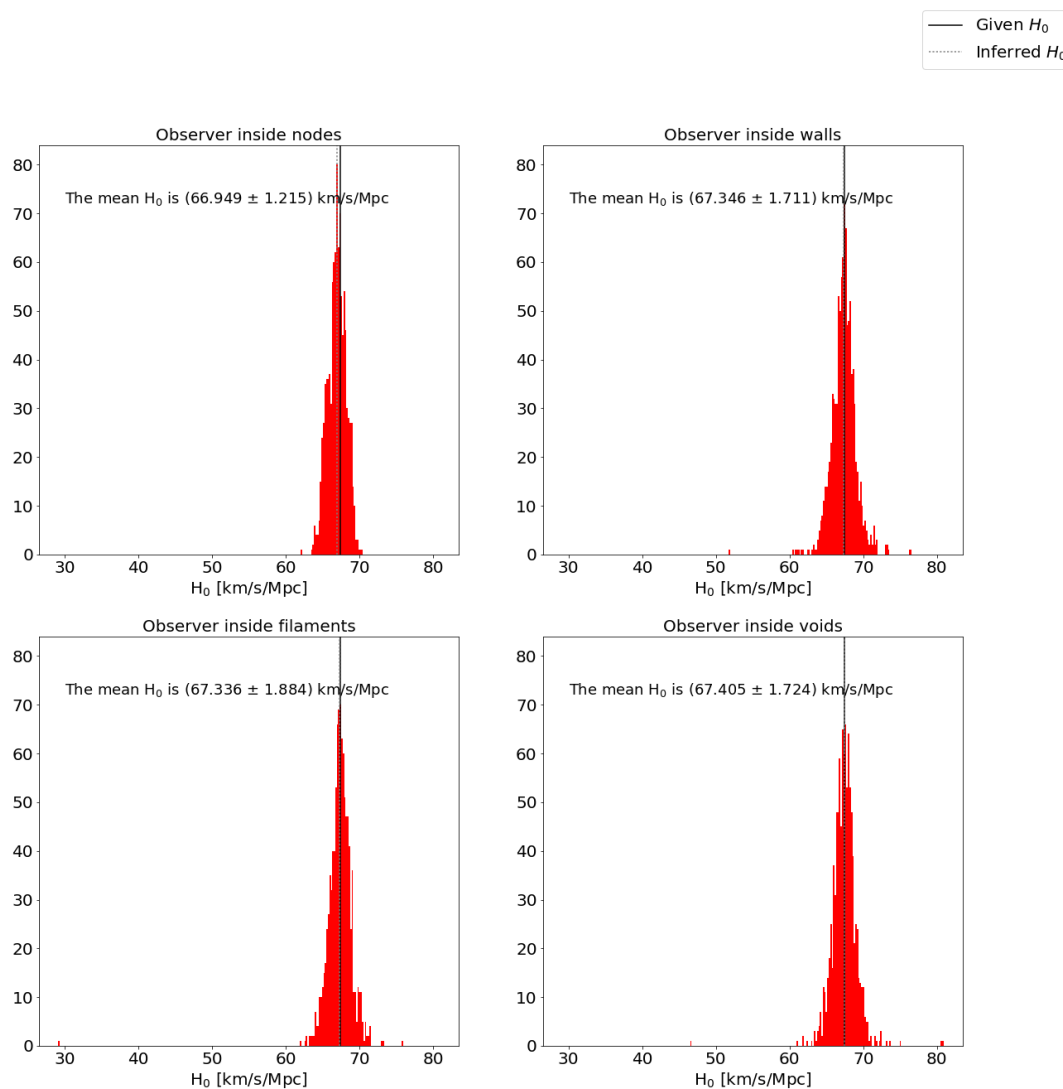 Given H₀
Inferred H₀
Observer inside nodes
80
70
60
50
40
30
20
10
0
The mean H₀ is (66.949 ± 1.215) km/s/Mpc
30 40 50 60 70 80
H₀ [km/s/Mpc]
Observer inside walls
80
70
60
50
40
30
20
10
0
The mean H₀ is (67.346 ± 1.711) km/s/Mpc
30 40 50 60 70 80
H₀ [km/s/Mpc]
Observer inside filaments
80
70
60
50
40
30
20
10
0
The mean H₀ is (67.336 ± 1.884) km/s/Mpc
30 40 50 60 70 80
H₀ [km/s/Mpc]
Observer inside voids
80
70
60
50
40
30
20
10
0
The mean H₀ is (67.405 ± 1.724) km/s/Mpc
30 40 50 60 70 80
H₀ [km/s/Mpc]